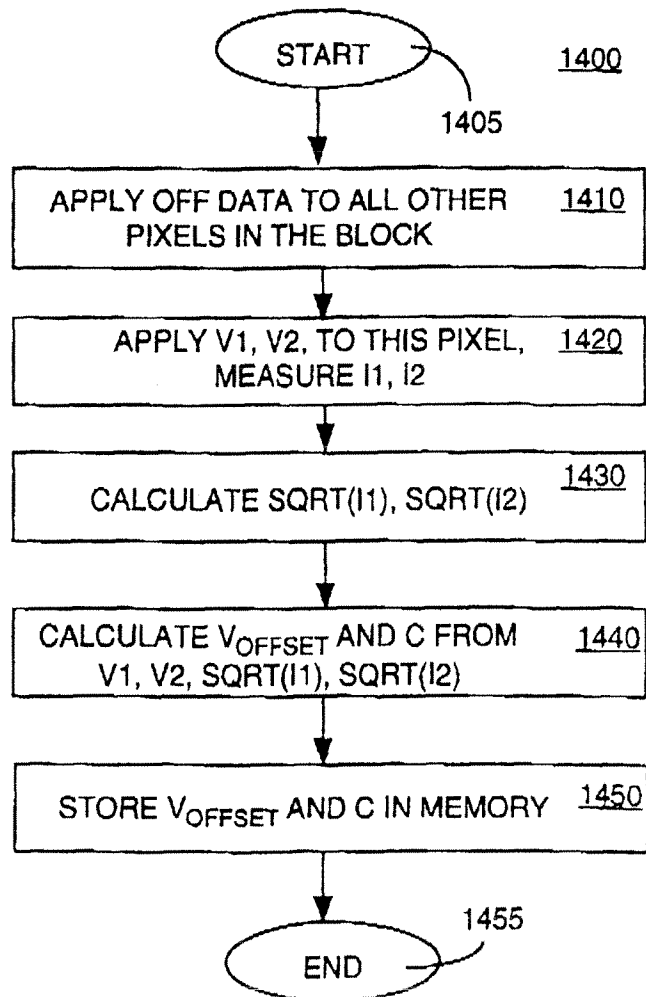 START
1400
1405
APPLY OFF DATA TO ALL OTHER 1410
PIXELS IN THE BLOCK
APPLY V1, V2, TO THIS PIXEL, 1420
MEASURE I1, I2
1430
CALCULATE SQRT(I1), SQRT(I2)
CALCULATE VOFFSET AND C FROM 1440
V1, V2, SQRT(I1), SQRT(I2)
STORE VOFFSET AND C IN MEMORY 1450
1455
END